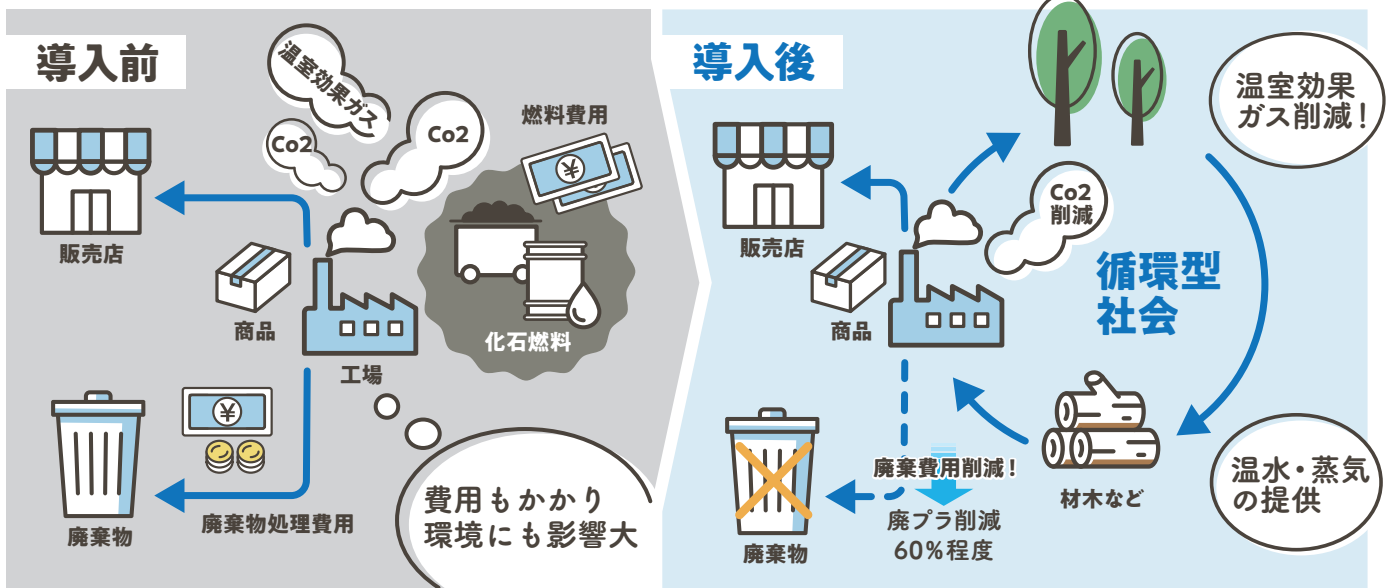 導入前
温室効果ガス
Co2
Co2
燃料費用
¥
販売店
商品
化石燃料
工場
¥
廃棄物
廃棄物処理費用
費用もかかり
環境にも影響大
導入後
温室効果
ガス削減！
販売店
Co2
削減
商品
循環型
社会
廃棄費用削減！
廃プラ削減
60%程度
廃棄物
材木など
温水・蒸気
の提供